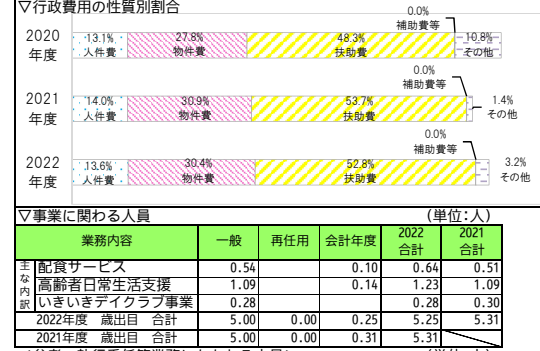 ▽行政費用の性質別割合
0.0%
補助費等
2020
年度
13.1%
人件費
27.8%
物件費
48.3%
扶助費
10.8%
その他
0.0%
補助費等
2021
年度
14.0%
人件費
30.9%
物件費
53.7%
扶助費
1.4%
その他
0.0%
補助費等
2022
年度
13.6%
人件費
30.4%
物件費
52.8%
扶助費
3.2%
その他
▽事業に関わる人員 (単位:人)
業務内容 一般 再任用 会計年度 2022合計 2021合計
主な内訳
配食サービス 0.54 0.10 0.64 0.51
高齢者日常生活支援 1.09 0.14 1.23 1.09
いきいきデイクラブ事業 0.28 0.28 0.30
2022年度 歳出目 合計 5.00 0.00 0.25 5.25 5.31
2021年度 歳出目 合計 5.00 0.00 0.31 5.31